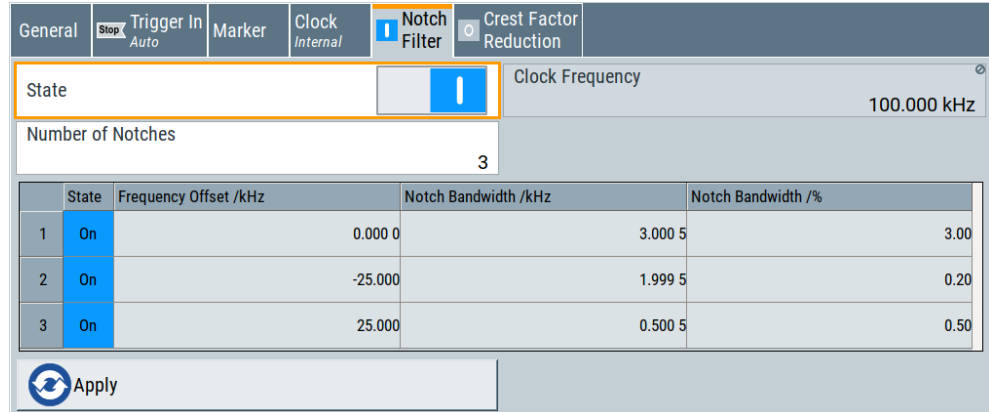 General
Stop Trigger In
Auto
Marker
Clock
Internal
Notch
Filter
Crest Factor
Reduction
State
Clock Frequency
100.000 kHz
Number of Notches
3
State Frequency Offset /kHz Notch Bandwidth /kHz Notch Bandwidth /%
1 On 0.000 0 3.000 5 3.00
2 On -25.000 1.999 5 0.20
3 On 25.000 0.500 5 0.50
Apply